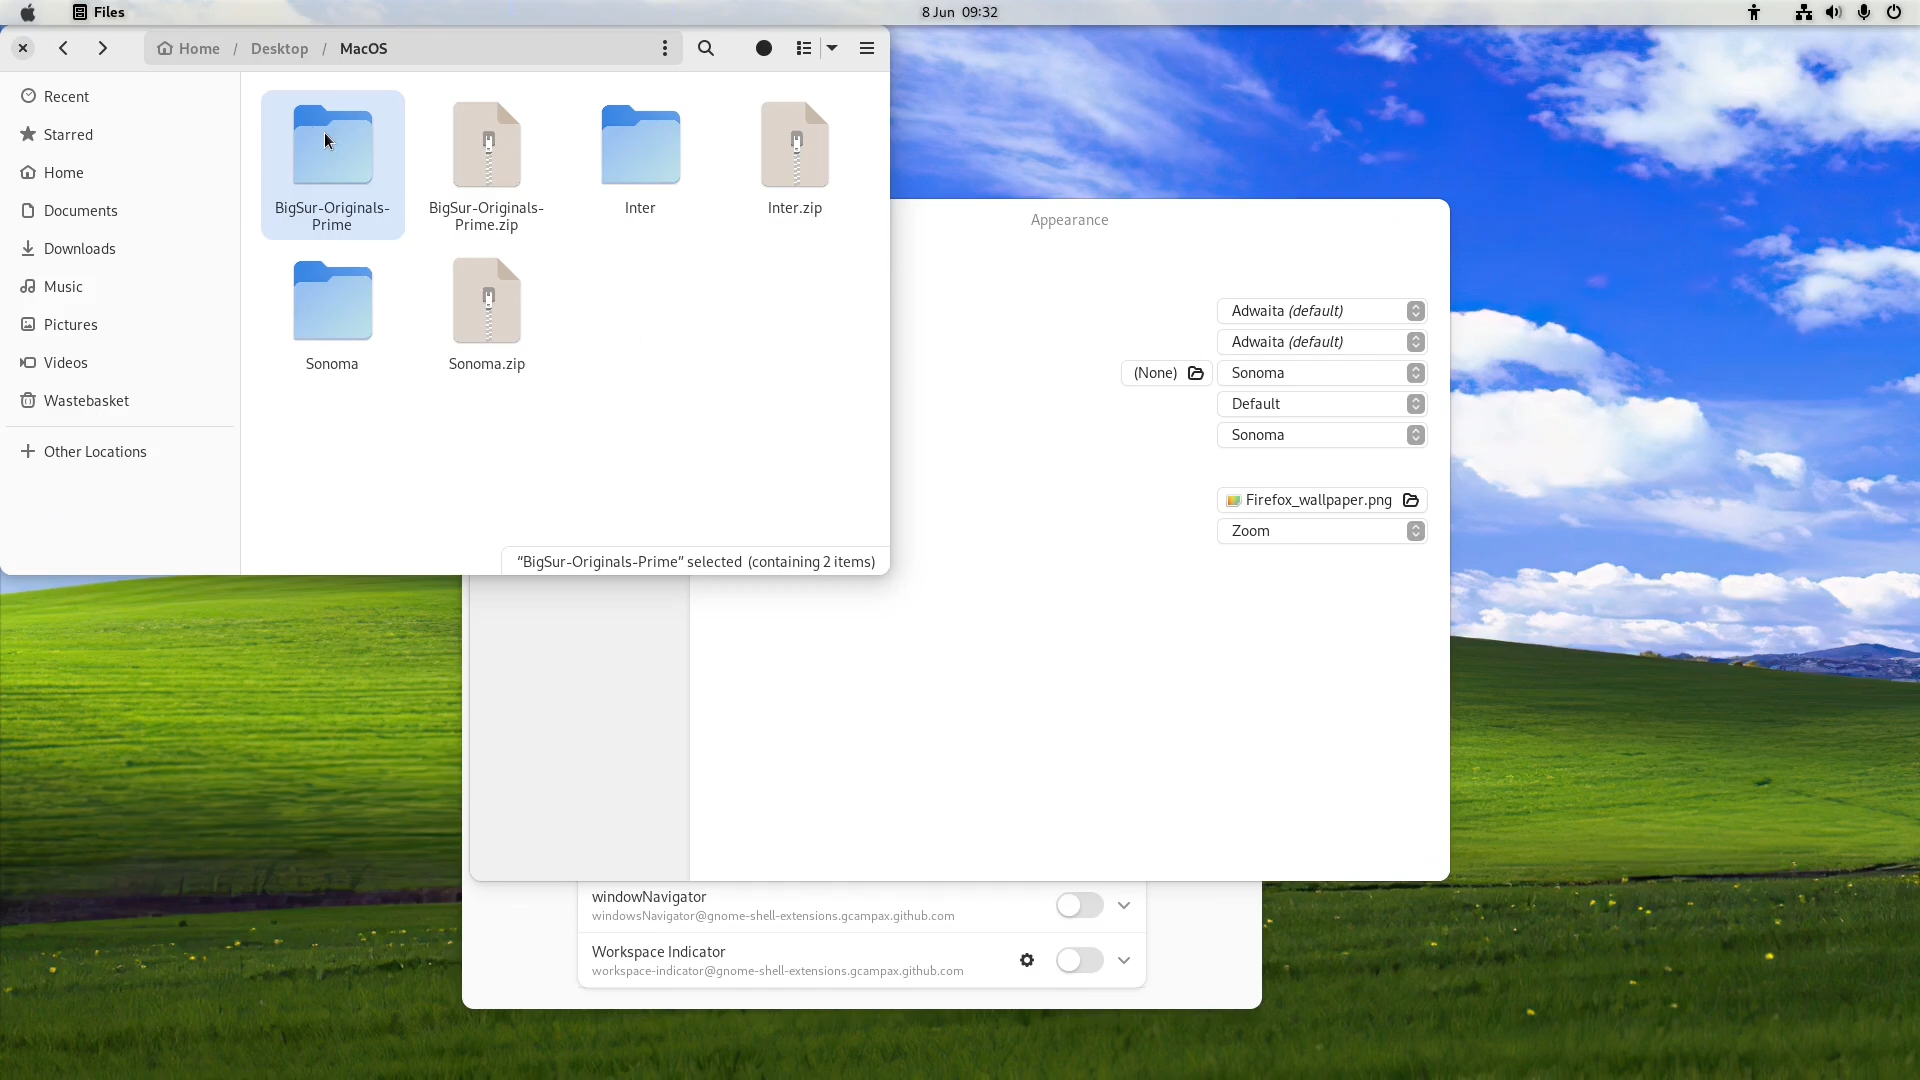 Files
8 Jun 09:32
Home / Desktop / MacOS
Recent
Starred
Home
Documents
Downloads
Music
Pictures
Videos
Wastebasket
Other Locations
BigSur-Originals-
Prime
BigSur-Originals-
Prime.zip
Inter
Inter.zip
Sonoma
Sonoma.zip
“BigSur-Originals-Prime” selected (containing 2 items)
Appearance
Adwaita (default)
Adwaita (default)
(None)
Sonoma
Default
Sonoma
Firefox_wallpaper.png
Zoom
windowNavigator
windowsNavigator@gnome-shell-extensions.gcampax.github.com
Workspace Indicator
workspace-indicator@gnome-shell-extensions.gcampax.github.com